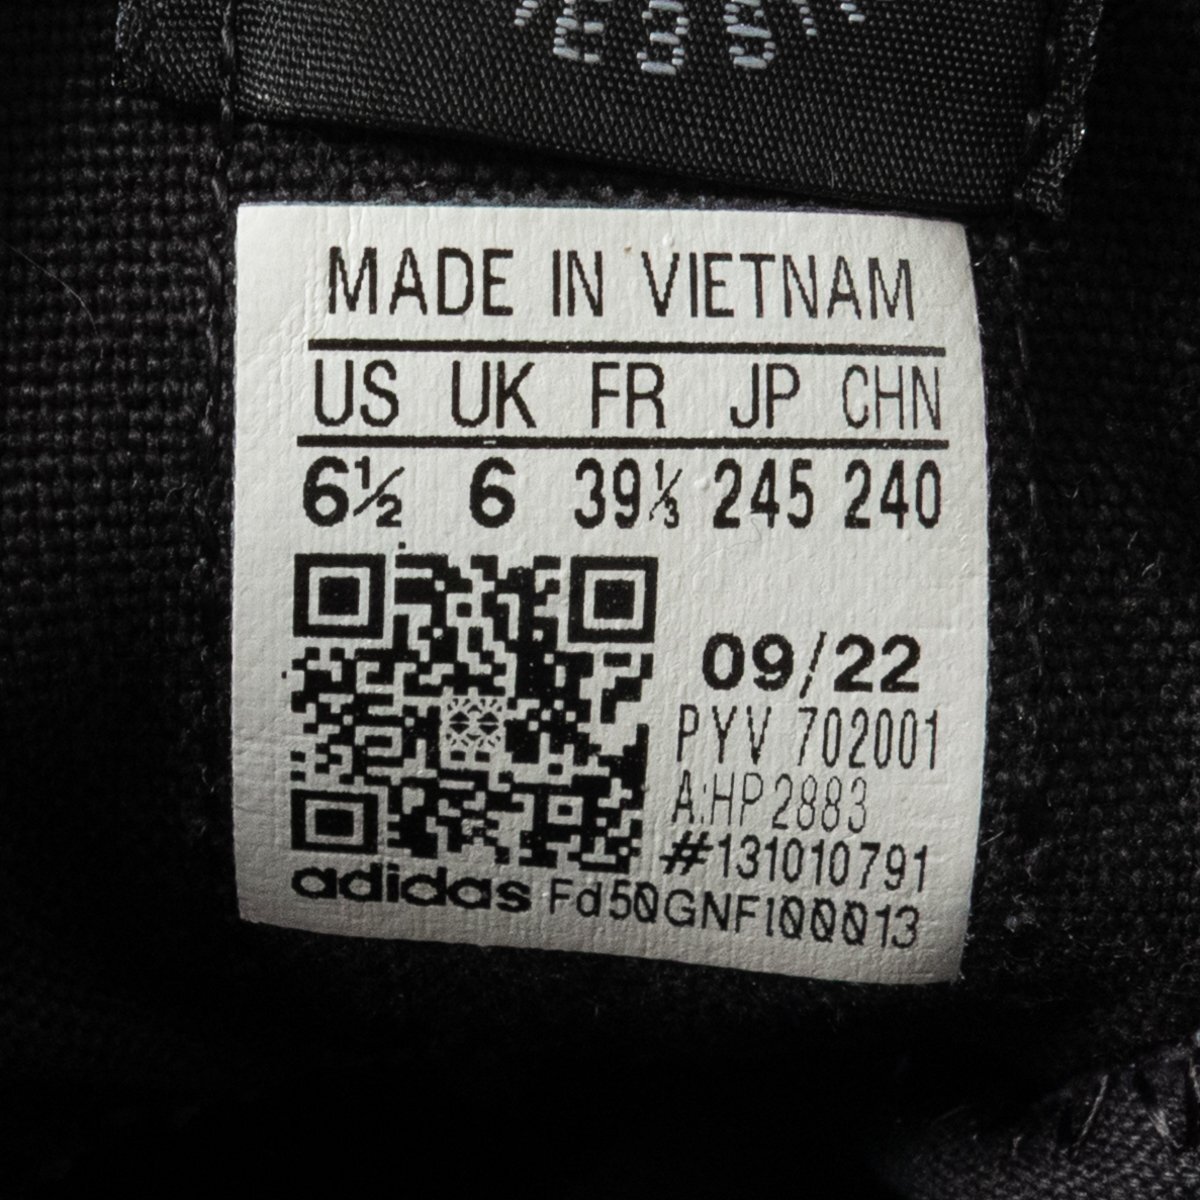 MADE IN VIETNAM
US UK FR JP CHN
6½ 6 39⅓ 245 240
09/22
PYV 702001
A:HP2883
#131010791
adidas Fd50GNFI00013